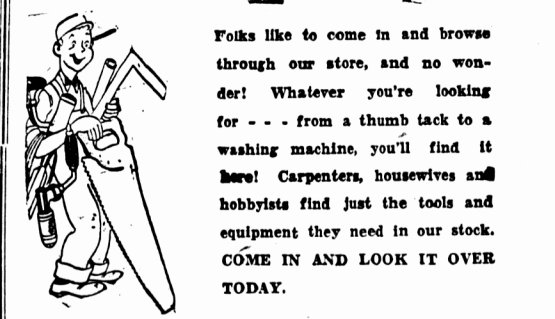 Folks like to come in and browse
through our store, and no won-
der! Whatever you're looking
for - - - from a thumb tack to a
washing machine, you'll find it
here! Carpenters, housewives and
hobbyists find just the tools and
equipment they need in our stock.
COME IN AND LOOK IT OVER
TODAY.